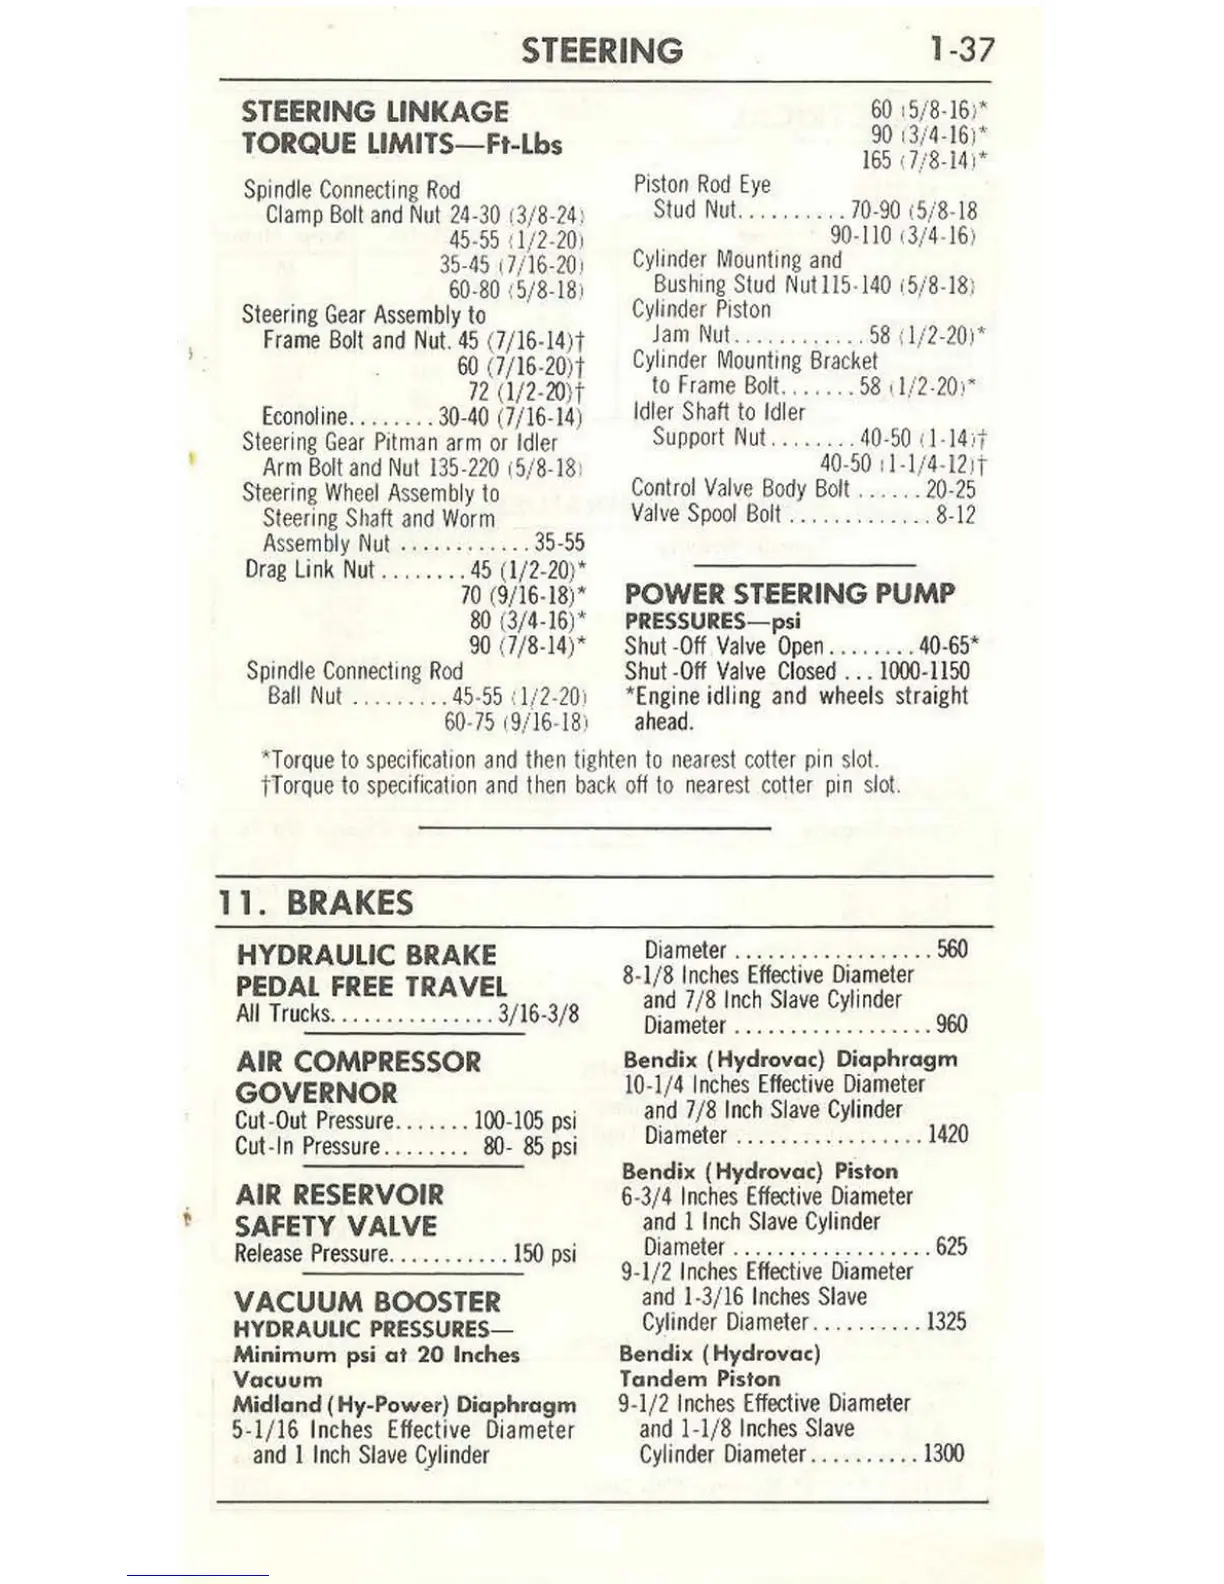 STEERING 1-37
STEERING LINKAGE
TORQUE LIMITS—Ft-Lbs
Spindle Connecting Rod
Clamp Bolt and Nut 24-30 (3/8-24)
45-55 (1/2-20)
35-45 (7/16-20)
60-80 (5/8-18)
Steering Gear Assembly to
Frame Bolt and Nut. 45 (7/16-14)†
60 (7/16-20)†
72 (1/2-20)†
Econoline........ 30-40 (7/16-14)
Steering Gear Pitman arm or Idler
Arm Bolt and Nut 135-220 (5/8-18)
Steering Wheel Assembly to
Steering Shaft and Worm
Assembly Nut ............ 35-55
Drag Link Nut ........ 45 (1/2-20)*
70 (9/16-18)*
80 (3/4-16)*
90 (7/8-14)*
Spindle Connecting Rod
Ball Nut ......... 45-55 (1/2-20)
60-75 (9/16-18)
60 (5/8-16)*
90 (3/4-16)*
165 (7/8-14)*
Piston Rod Eye
Stud Nut.......... 70-90 (5/8-18
90-110 (3/4-16)
Cylinder Mounting and
Bushing Stud Nut115-140 (5/8-18)
Cylinder Piston
Jam Nut............ 58 (1/2-20)*
Cylinder Mounting Bracket
to Frame Bolt....... 58 (1/2-20)*
Idler Shaft to Idler
Support Nut........ 40-50 (1-14)†
40-50 (1-1/4-12)†
Control Valve Body Bolt ...... 20-25
Valve Spool Bolt ............. 8-12
POWER STEERING PUMP
PRESSURES—psi
Shut-Off Valve Open ........ 40-65*
Shut-Off Valve Closed ... 1000-1150
*Engine idling and wheels straight
ahead.
*Torque to specification and then tighten to nearest cotter pin slot.
†Torque to specification and then back off to nearest cotter pin slot.
11. BRAKES
HYDRAULIC BRAKE
PEDAL FREE TRAVEL
All Trucks............... 3/16-3/8
AIR COMPRESSOR
GOVERNOR
Cut-Out Pressure....... 100-105 psi
Cut-In Pressure........ 80- 85 psi
AIR RESERVOIR
SAFETY VALVE
Release Pressure........... 150 psi
VACUUM BOOSTER
HYDRAULIC PRESSURES—
Minimum psi at 20 Inches
Vacuum
Midland (Hy-Power) Diaphragm
5-1/16 Inches Effective Diameter
and 1 Inch Slave Cylinder
Diameter .................. 560
8-1/8 Inches Effective Diameter
and 7/8 Inch Slave Cylinder
Diameter .................. 960
Bendix (Hydrovac) Diaphragm
10-1/4 Inches Effective Diameter
and 7/8 Inch Slave Cylinder
Diameter ................. 1420
Bendix (Hydrovac) Piston
6-3/4 Inches Effective Diameter
and 1 Inch Slave Cylinder
Diameter .................. 625
9-1/2 Inches Effective Diameter
and 1-3/16 Inches Slave
Cylinder Diameter.......... 1325
Bendix (Hydrovac)
Tandem Piston
9-1/2 Inches Effective Diameter
and 1-1/8 Inches Slave
Cylinder Diameter.......... 1300